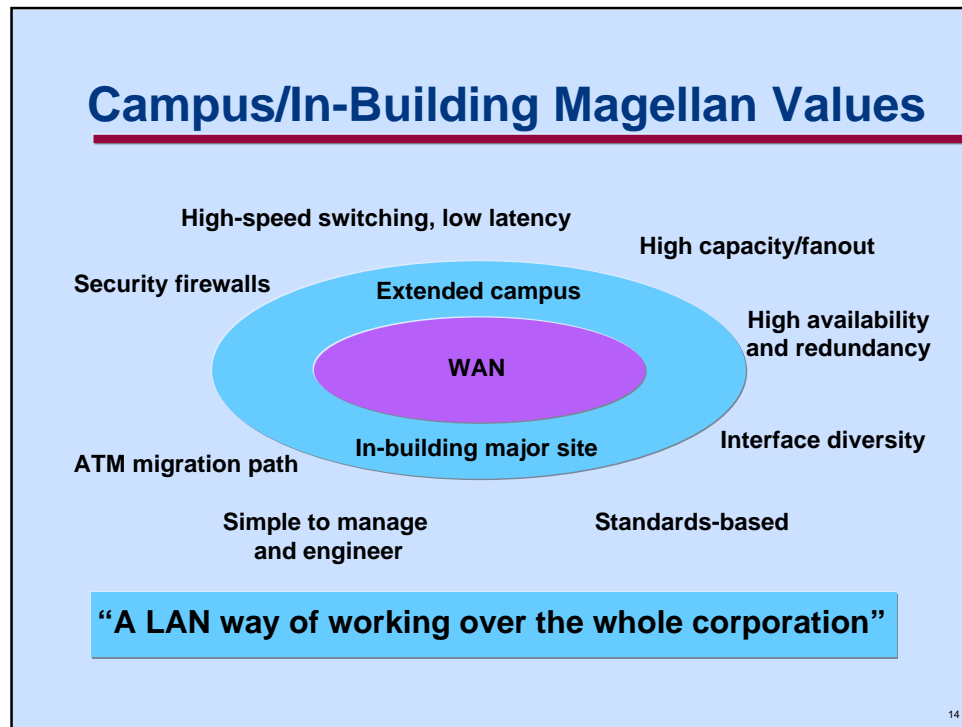 Campus/In-Building Magellan Values
High-speed switching, low latency
High capacity/fanout
Security firewalls
Extended campus
High availability
and redundancy
WAN
Interface diversity
In-building major site
ATM migration path
Simple to manage
and engineer
Standards-based
“A LAN way of working over the whole corporation”
14